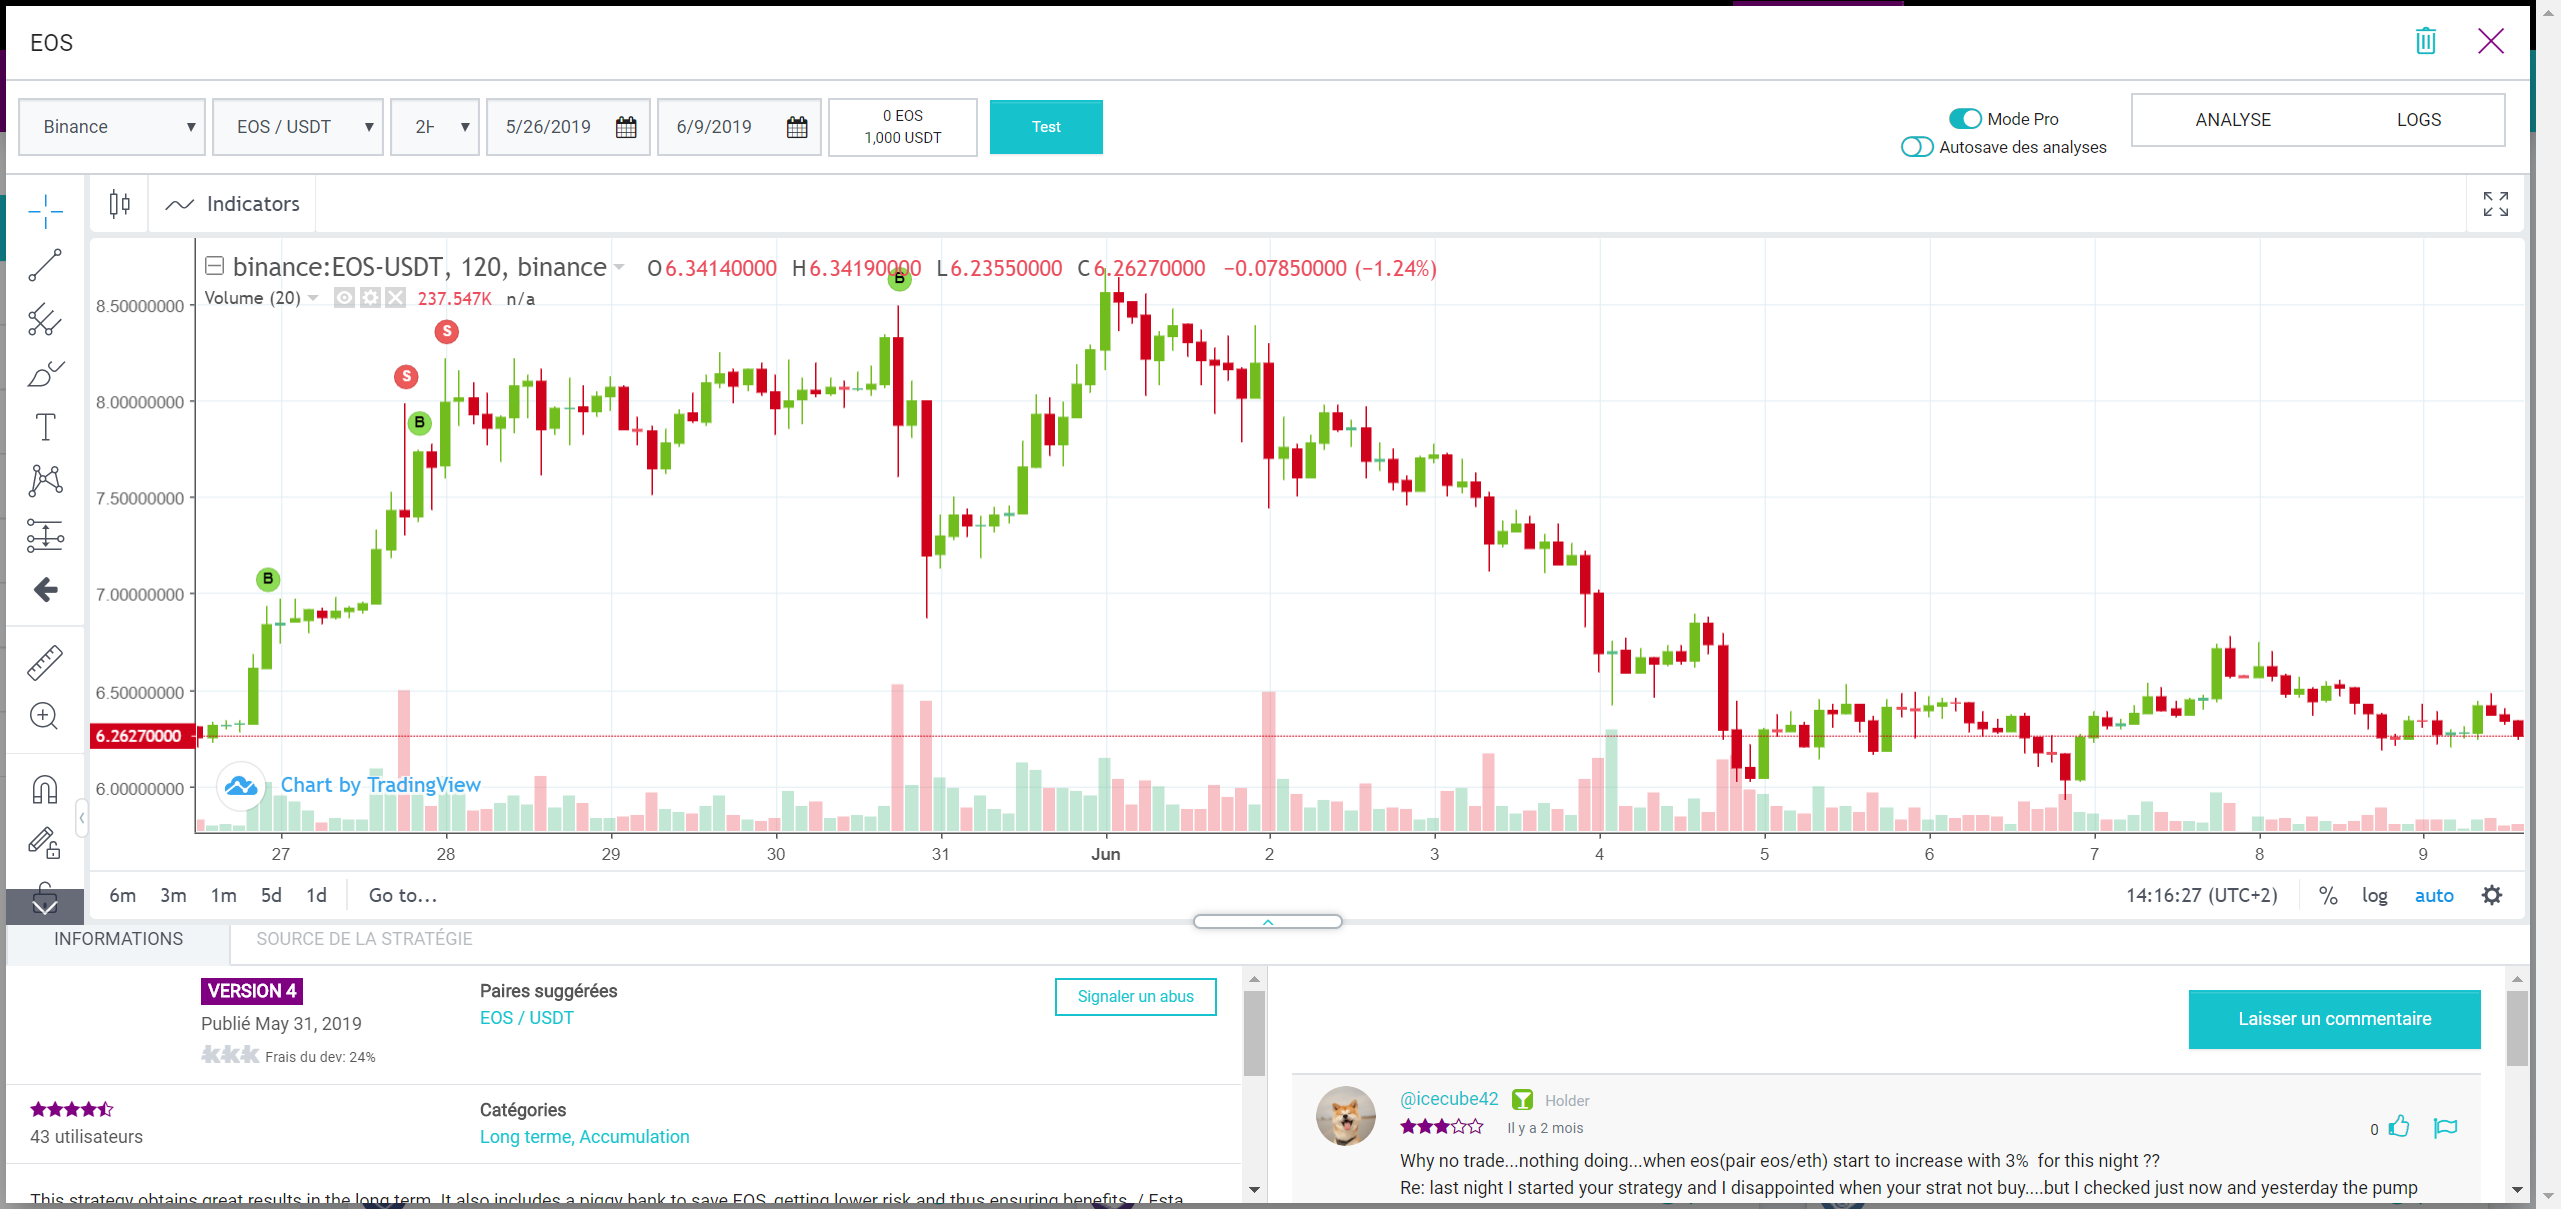 EOS
Binance
EOS / USDT
5/26/2019
6/9/2019
0 EOS
1,000 USDT
Test
Mode Pro
Autosave des analyses
ANALYSE
LOGS
Indicators
binance:EOS-USDT, 120, binance
O6.34140000 H6.34190000 L6.23550000 C6.26270000 −0.07850000 (−1.24%)
Volume (20) 237.547K n/a
B
S
S
B
B
8.50000000
8.00000000
7.50000000
7.00000000
6.50000000
6.26270000
6.00000000
Chart by TradingView
27 28 29 30 31 Jun 2 3 4 5 6 7 8 9
6m 3m 1m 5d 1d Go to...
14:16:27 (UTC+2) % log auto
INFORMATIONS
SOURCE DE LA STRATÉGIE
VERSION 4
Publié May 31, 2019
Frais du dev: 24%
Paires suggérées
EOS / USDT
Signaler un abus
43 utilisateurs
Catégories
Long terme, Accumulation
This strategy obtains great results in the long term. It also includes a piggy bank to save EOS, getting lower risk and thus ensuring benefits. / Esta
Laisser un commentaire
@icecube42 Holder
Il y a 2 mois
0
Why no trade...nothing doing...when eos(pair eos/eth) start to increase with 3% for this night ??
Re: last night I started your strategy and I disappointed when your strat not buy....but I checked just now and yesterday the pump